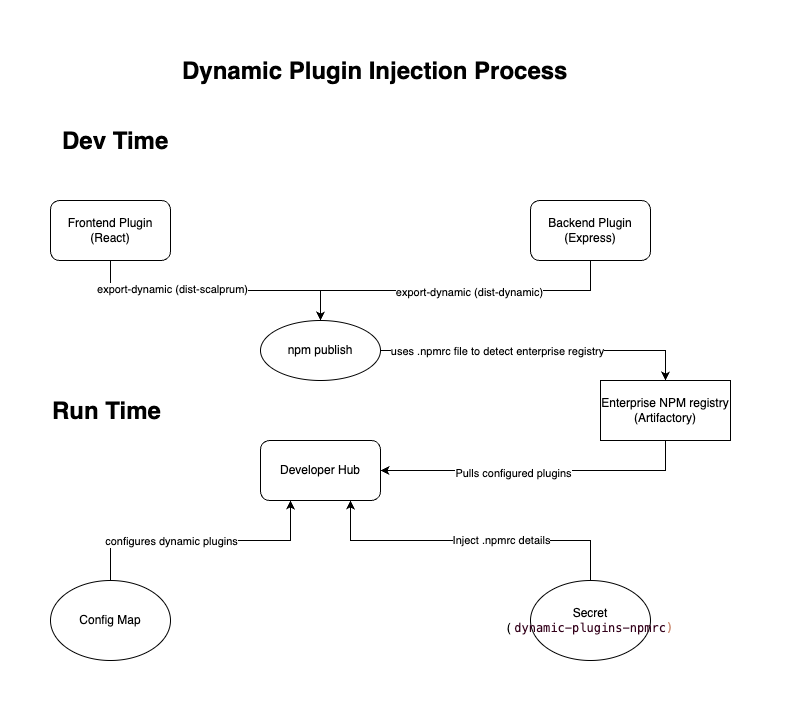 Dynamic Plugin Injection Process
Dev Time
Frontend Plugin
(React)
Backend Plugin
(Express)
export-dynamic (dist-scalprum)
export-dynamic (dist-dynamic)
npm publish
uses .npmrc file to detect enterprise registry
Enterprise NPM registry
(Artifactory)
Run Time
Developer Hub
Pulls configured plugins
configures dynamic plugins
Inject .npmrc details
Config Map
Secret
(dynamic-plugins-npmrc)